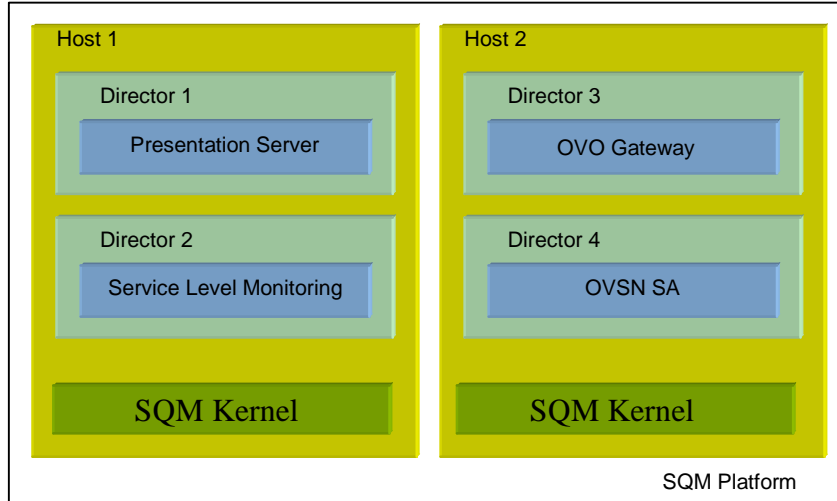 Host 1
Director 1
Presentation Server
Director 2
Service Level Monitoring
SQM Kernel
Host 2
Director 3
OVO Gateway
Director 4
OVSN SA
SQM Kernel
SQM Platform